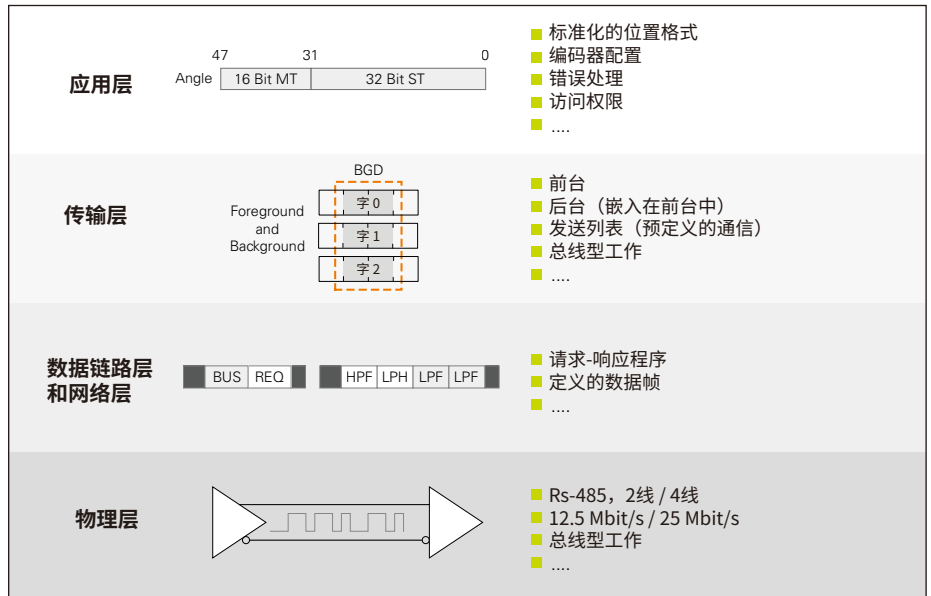 应用层
47 31 0
Angle 16 Bit MT 32 Bit ST
标准化的位置格式
编码器配置
错误处理
访问权限
....
传输层
BGD
Foreground
and
Background
字 0
字 1
字 2
前台
后台（嵌入在前台中）
发送列表（预定义的通信）
总线型工作
....
数据链路层
和网络层
BUS REQ HPF LPH LPF LPF
请求-响应程序
定义的数据帧
....
物理层
Rs-485，2线 / 4线
12.5 Mbit/s / 25 Mbit/s
总线型工作
....